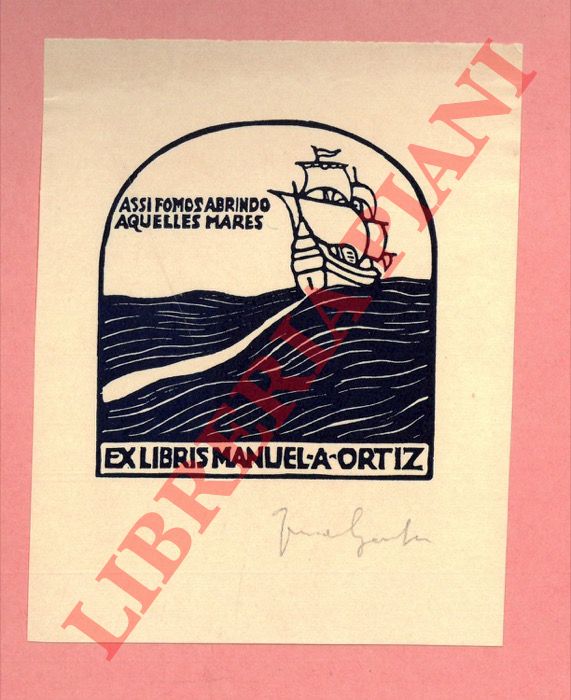 ASSI FOMOS ABRINDO
AQUELLES MARES
EX LIBRIS MANUEL-A-ORTIZ
LIBRERIA PIANI